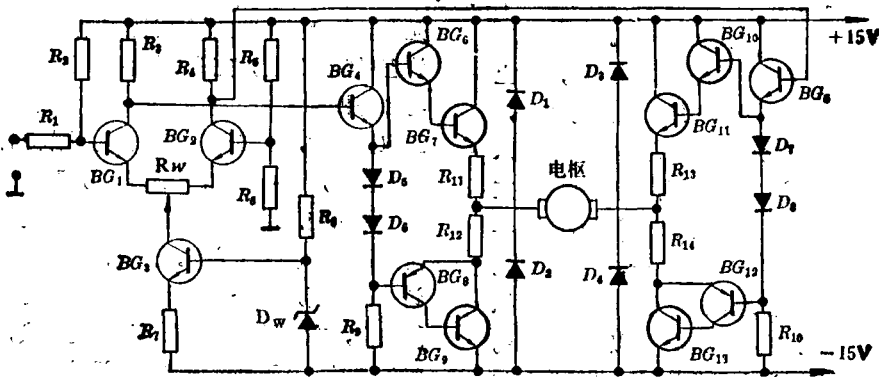 +15V
R₂
R₃
R₄
R₅
BG₆
BG₁₀
BG₄
D₁
D₃
R₁
BG₂
BG₇
BG₁₁
BG₁
RW
D₅
R₁₁
电枢
R₁₃
D₇
R₆
D₆
R₁₂
R₁₄
D₈
BG₃
BG₈
D₂
D₄
BG₁₂
R₇
DW
R₉
BG₉
BG₁₃
R₁₀
-15V